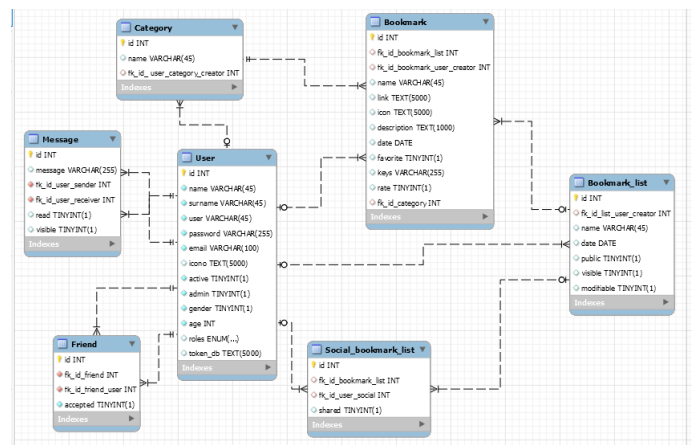 Category
id INT
name VARCHAR(45)
fk_id_ user_category_creator INT
Indexes
Bookmark
id INT
fk_id_bookmark_list INT
fk_id_bookmark_user_creator INT
name VARCHAR(45)
link TEXT(5000)
icon TEXT(5000)
description TEXT(1000)
date DATE
favorite TINYINT(1)
keys VARCHAR(255)
rate TINYINT(1)
fk_id_category INT
Indexes
Message
id INT
message VARCHAR(255)
fk_id_user_sender INT
fk_id_user_receiver INT
read TINYINT(1)
visible TINYINT(1)
Indexes
User
id INT
name VARCHAR(45)
surname VARCHAR(45)
user VARCHAR(45)
password VARCHAR(255)
email VARCHAR(100)
icono TEXT(5000)
active TINYINT(1)
admin TINYINT(1)
gender TINYINT(1)
age INT
roles ENUM(...)
token_db TEXT(5000)
Indexes
Bookmark_list
id INT
fk_id_list_user_creator INT
name VARCHAR(45)
date DATE
public TINYINT(1)
visible TINYINT(1)
modifiable TINYINT(1)
Indexes
Friend
id INT
fk_id_friend INT
fk_id_friend_user INT
accepted TINYINT(1)
Indexes
Social_bookmark_list
id INT
fk_id_bookmark_list INT
fk_id_user_social INT
shared TINYINT(1)
Indexes